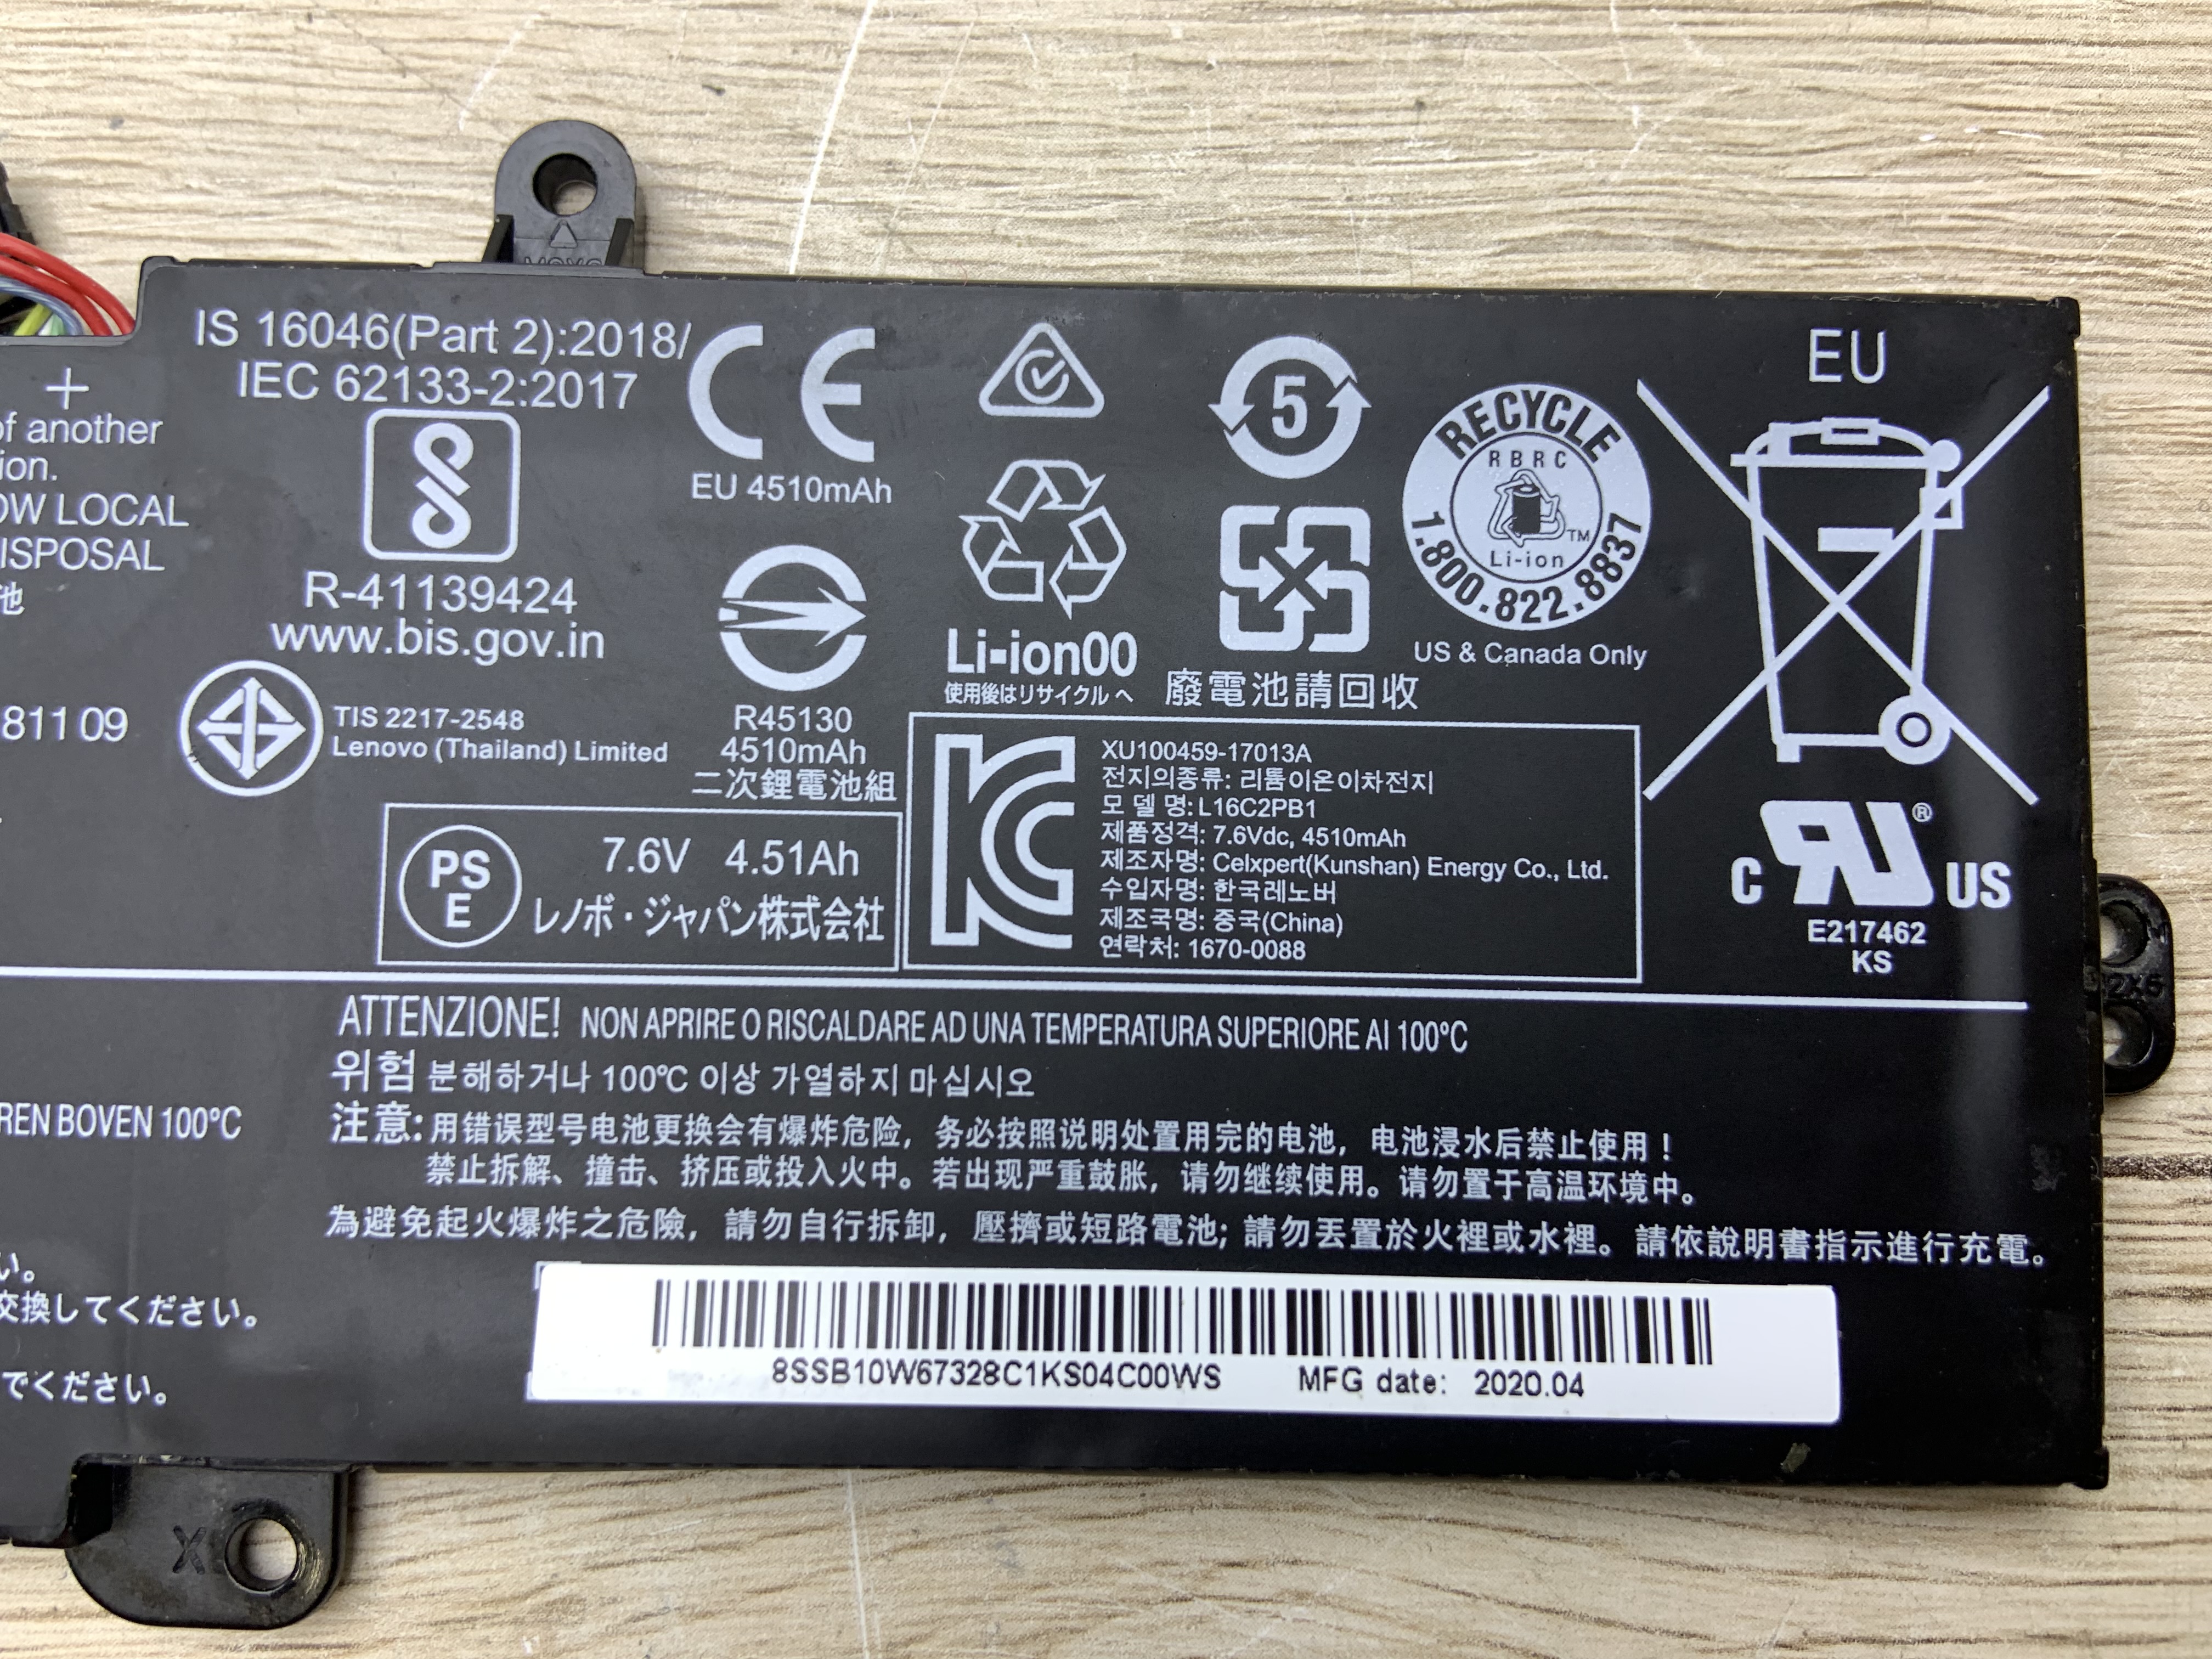 IS 16046(Part 2):2018/
IEC 62133-2:2017
R-41139424
www.bis.gov.in
TIS 2217-2548
Lenovo (Thailand) Limited
EU 4510mAh
R45130
4510mAh
二次鋰電池組
Li-ion00
使用後はリサイクルへ
5
廢電池請回收
RECYCLE
RBRC
TM
Li-ion
1.800.822.8837
US & Canada Only
EU
+
of another
ion.
OW LOCAL
ISPOSAL
池
811 09
PS
E
7.6V 4.51Ah
レノボ・ジャパン株式会社
XU100459-17013A
전지의종류: 리튬이온이차전지
모 델 명: L16C2PB1
제품정격: 7.6Vdc, 4510mAh
제조자명: Celxpert(Kunshan) Energy Co., Ltd.
수입자명: 한국레노버
제조국명: 중국(China)
연락처: 1670-0088
C US ®
E217462
KS
ATTENZIONE! NON APRIRE O RISCALDARE AD UNA TEMPERATURA SUPERIORE AI 100°C
위험 분해하거나 100℃ 이상 가열하지 마십시오
REN BOVEN 100°C
注意: 用错误型号电池更换会有爆炸危险，务必按照说明处置用完的电池，电池浸水后禁止使用！
禁止拆解、撞击、挤压或投入火中。若出现严重鼓胀，请勿继续使用。请勿置于高温环境中。
為避免起火爆炸之危險，請勿自行拆卸，壓擠或短路電池; 請勿丟置於火裡或水裡。請依說明書指示進行充電。
い。
交換してください。
でください。
8SSB10W67328C1KS04C00WS MFG date: 2020.04
X